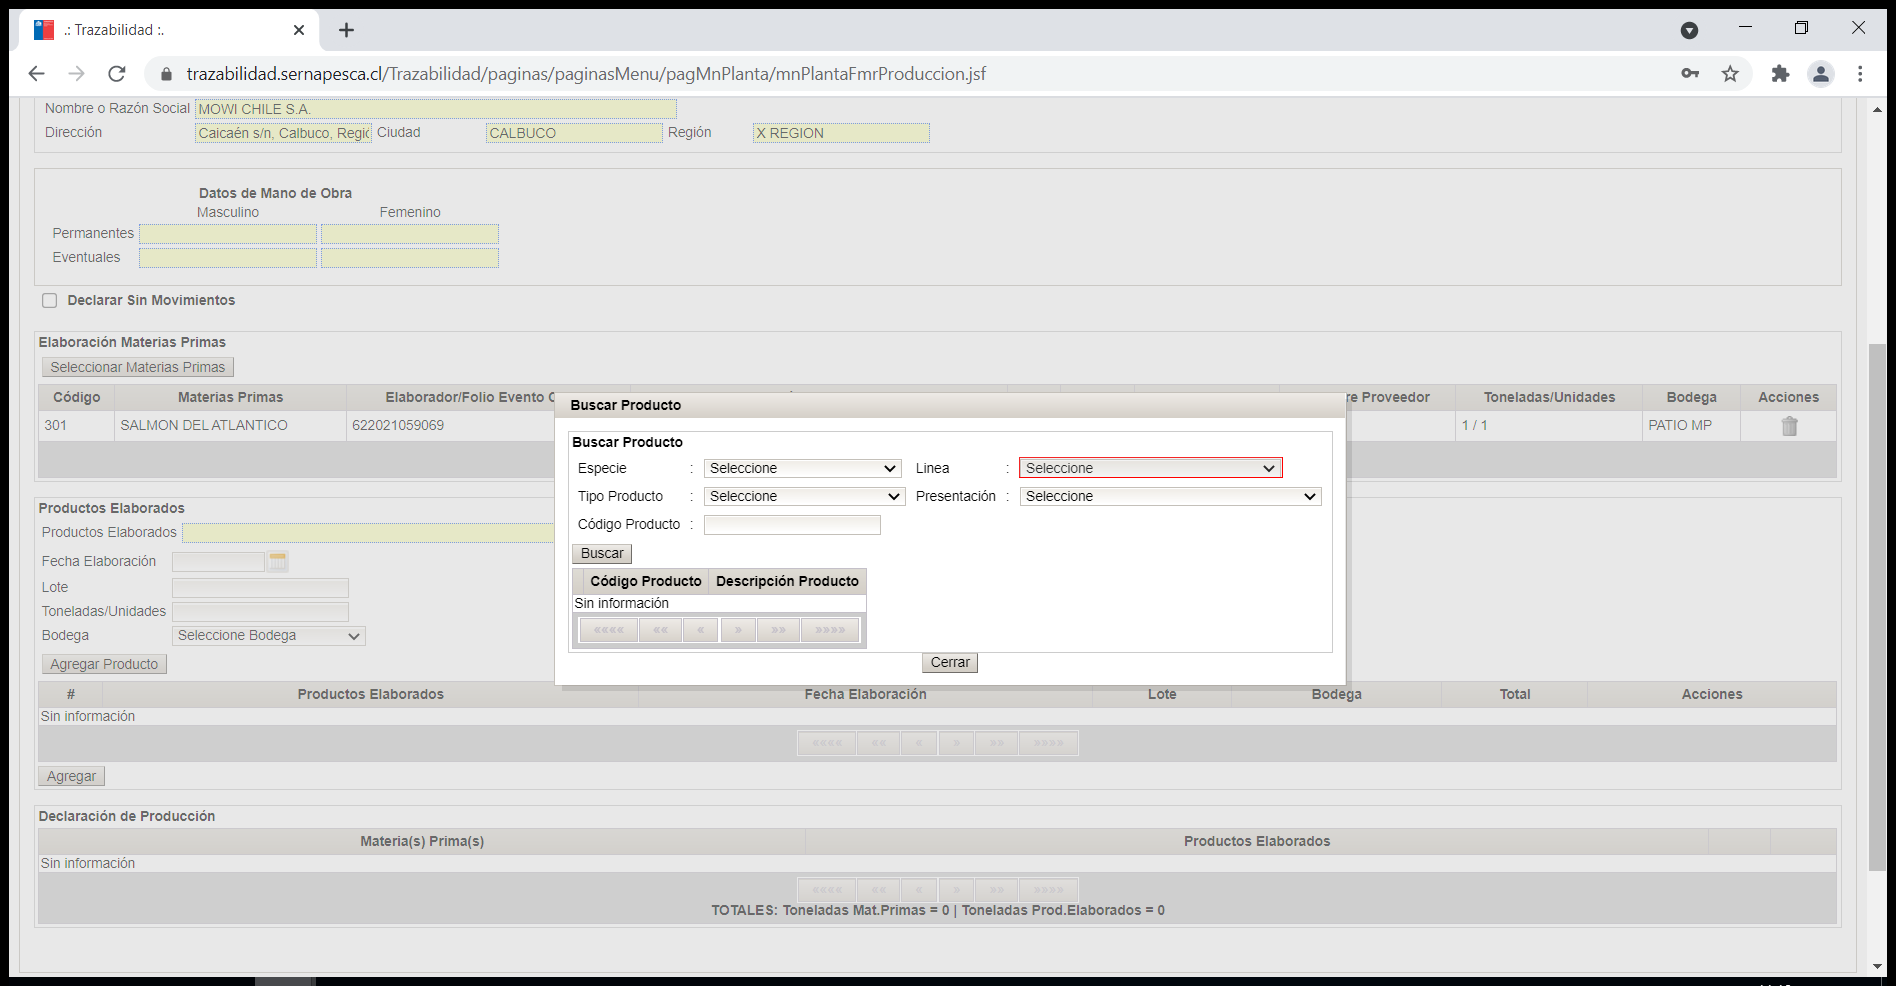 .: Trazabilidad :.
trazabilidad.sernapesca.cl/Trazabilidad/paginas/paginasMenu/pagMnPlanta/mnPlantaFmrProduccion.jsf
Nombre o Razón Social MOWI CHILE S.A.
Dirección Caicaén s/n, Calbuco, Regic Ciudad CALBUCO Región X REGION
Datos de Mano de Obra
Masculino Femenino
Permanentes
Eventuales
Declarar Sin Movimientos
Elaboración Materias Primas
Seleccionar Materias Primas
Código Materias Primas Elaborador/Folio Evento re Proveedor Toneladas/Unidades Bodega Acciones
301 SALMON DEL ATLANTICO 622021059069 1 / 1 PATIO MP
Buscar Producto
Buscar Producto
Especie : Seleccione Linea : Seleccione
Tipo Producto : Seleccione Presentación : Seleccione
Código Producto :
Buscar
Código Producto Descripción Producto
Sin información
«««« «« « » »» »»»»
Cerrar
Productos Elaborados
Productos Elaborados
Fecha Elaboración
Lote
Toneladas/Unidades
Bodega Seleccione Bodega
Agregar Producto
# Productos Elaborados Fecha Elaboración Lote Bodega Total Acciones
Sin información
«««« «« « » »» »»»»
Agregar
Declaración de Producción
Materia(s) Prima(s) Productos Elaborados
Sin información
«««« «« « » »» »»»»
TOTALES: Toneladas Mat.Primas = 0 | Toneladas Prod.Elaborados = 0